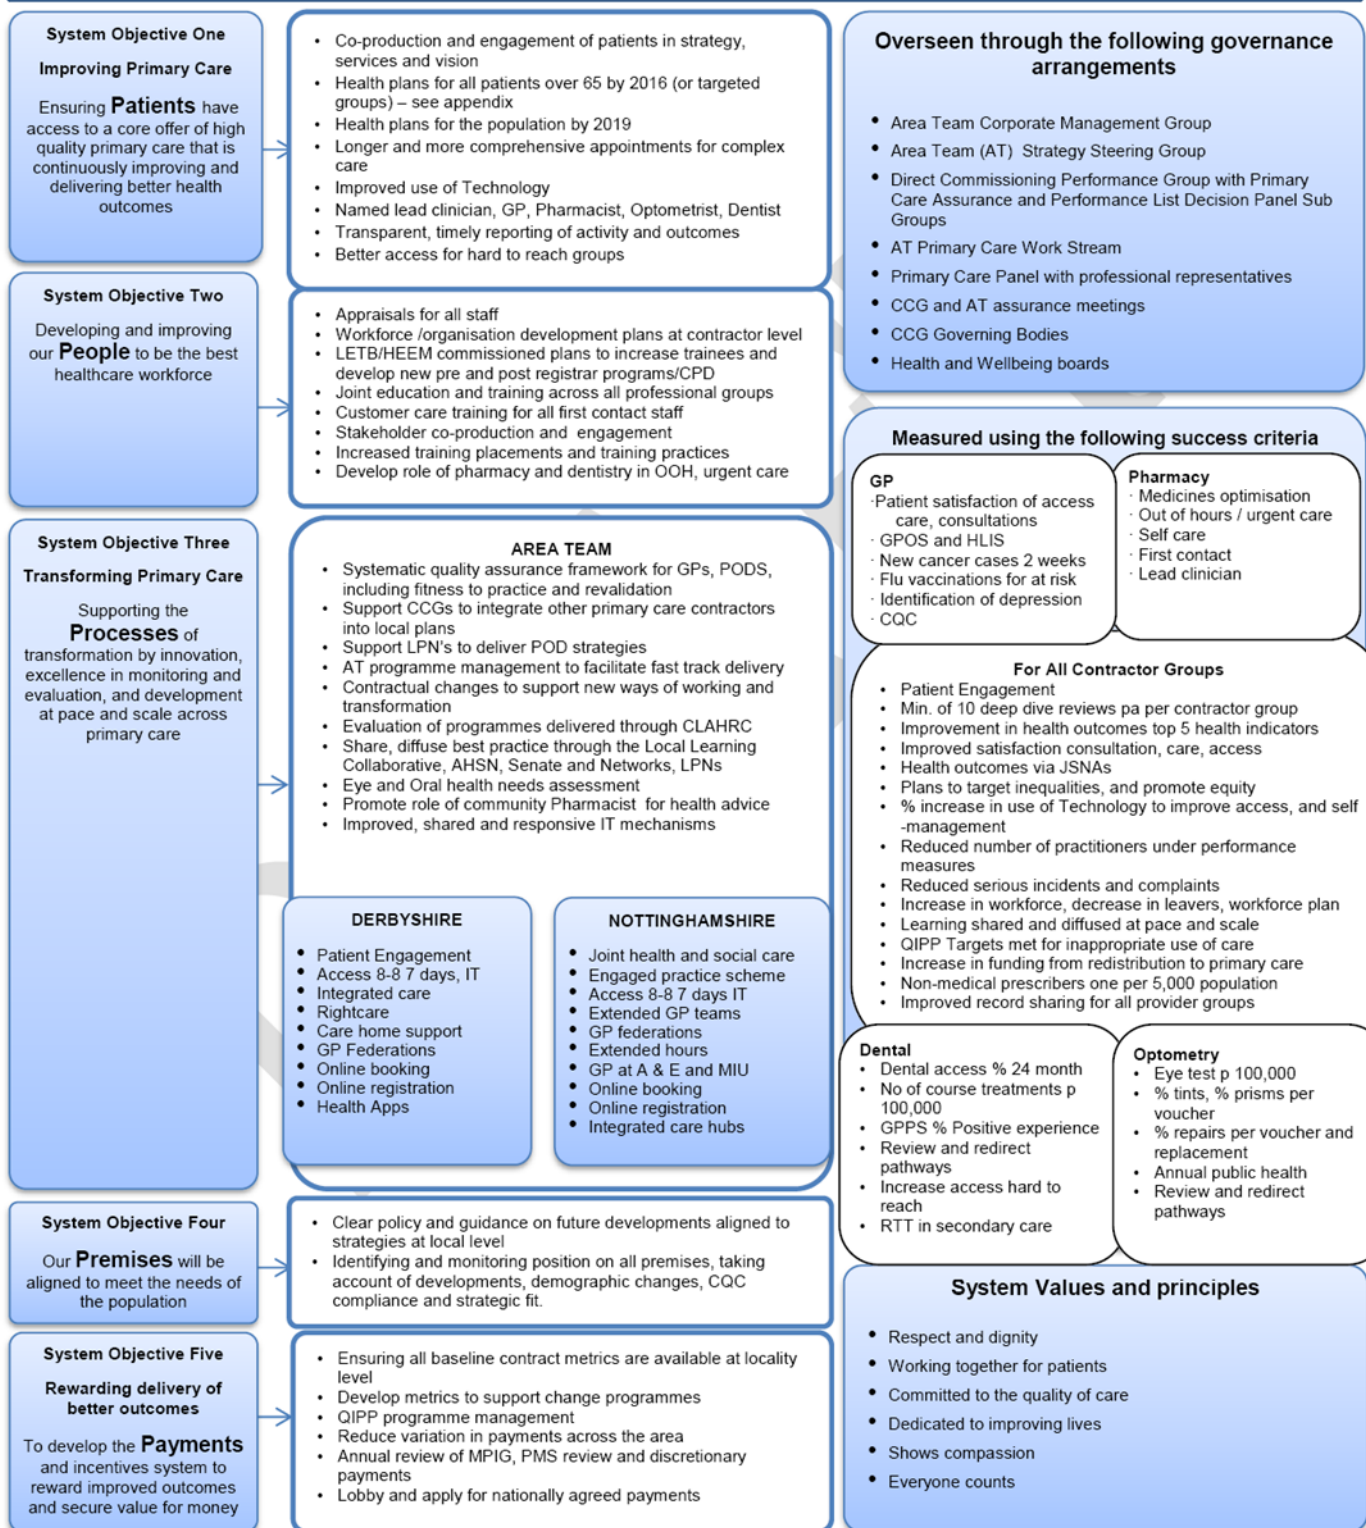 System Objective One
Improving Primary Care
Ensuring Patients have
access to a core offer of high
quality primary care that is
continuously improving and
delivering better health
outcomes
• Co-production and engagement of patients in strategy,
services and vision
• Health plans for all patients over 65 by 2016 (or targeted
groups) – see appendix
• Health plans for the population by 2019
• Longer and more comprehensive appointments for complex
care
• Improved use of Technology
• Named lead clinician, GP, Pharmacist, Optometrist, Dentist
• Transparent, timely reporting of activity and outcomes
• Better access for hard to reach groups
System Objective Two
Developing and improving
our People to be the best
healthcare workforce
• Appraisals for all staff
• Workforce /organisation development plans at contractor level
• LETB/HEEM commissioned plans to increase trainees and
develop new pre and post registrar programs/CPD
• Joint education and training across all professional groups
• Customer care training for all first contact staff
• Stakeholder co-production and engagement
• Increased training placements and training practices
• Develop role of pharmacy and dentistry in OOH, urgent care
System Objective Three
Transforming Primary Care
Supporting the
Processes of
transformation by innovation,
excellence in monitoring and
evaluation, and development
at pace and scale across
primary care
AREA TEAM
• Systematic quality assurance framework for GPs, PODS,
including fitness to practice and revalidation
• Support CCGs to integrate other primary care contractors
into local plans
• Support LPN's to deliver POD strategies
• AT programme management to facilitate fast track delivery
• Contractual changes to support new ways of working and
transformation
• Evaluation of programmes delivered through CLAHRC
• Share, diffuse best practice through the Local Learning
Collaborative, AHSN, Senate and Networks, LPNs
• Eye and Oral health needs assessment
• Promote role of community Pharmacist for health advice
• Improved, shared and responsive IT mechanisms
DERBYSHIRE
• Patient Engagement
• Access 8-8 7 days, IT
• Integrated care
• Rightcare
• Care home support
• GP Federations
• Online booking
• Online registration
• Health Apps
NOTTINGHAMSHIRE
• Joint health and social care
• Engaged practice scheme
• Access 8-8 7 days IT
• Extended GP teams
• GP federations
• Extended hours
• GP at A & E and MIU
• Online booking
• Online registration
• Integrated care hubs
System Objective Four
Our Premises will be
aligned to meet the needs of
the population
• Clear policy and guidance on future developments aligned to
strategies at local level
• Identifying and monitoring position on all premises, taking
account of developments, demographic changes, CQC
compliance and strategic fit.
System Objective Five
Rewarding delivery of
better outcomes
To develop the Payments
and incentives system to
reward improved outcomes
and secure value for money
• Ensuring all baseline contract metrics are available at locality
level
• Develop metrics to support change programmes
• QIPP programme management
• Reduce variation in payments across the area
• Annual review of MPIG, PMS review and discretionary
payments
• Lobby and apply for nationally agreed payments
Overseen through the following governance
arrangements
• Area Team Corporate Management Group
• Area Team (AT) Strategy Steering Group
• Direct Commissioning Performance Group with Primary
Care Assurance and Performance List Decision Panel Sub
Groups
• AT Primary Care Work Stream
• Primary Care Panel with professional representatives
• CCG and AT assurance meetings
• CCG Governing Bodies
• Health and Wellbeing boards
Measured using the following success criteria
GP
·Patient satisfaction of access
care, consultations
· GPOS and HLIS
· New cancer cases 2 weeks
· Flu vaccinations for at risk
· Identification of depression
· CQC
Pharmacy
· Medicines optimisation
· Out of hours / urgent care
· Self care
· First contact
· Lead clinician
For All Contractor Groups
• Patient Engagement
• Min. of 10 deep dive reviews pa per contractor group
• Improvement in health outcomes top 5 health indicators
• Improved satisfaction consultation, care, access
• Health outcomes via JSNAs
• Plans to target inequalities, and promote equity
• % increase in use of Technology to improve access, and self
-management
• Reduced number of practitioners under performance
measures
• Reduced serious incidents and complaints
• Increase in workforce, decrease in leavers, workforce plan
• Learning shared and diffused at pace and scale
• QIPP Targets met for inappropriate use of care
• Increase in funding from redistribution to primary care
• Non-medical prescribers one per 5,000 population
• Improved record sharing for all provider groups
Dental
• Dental access % 24 month
• No of course treatments p
100,000
• GPPS % Positive experience
• Review and redirect
pathways
• Increase access hard to
reach
• RTT in secondary care
Optometry
• Eye test p 100,000
• % tints, % prisms per
voucher
• % repairs per voucher and
replacement
• Annual public health
• Review and redirect
pathways
System Values and principles
• Respect and dignity
• Working together for patients
• Committed to the quality of care
• Dedicated to improving lives
• Shows compassion
• Everyone counts